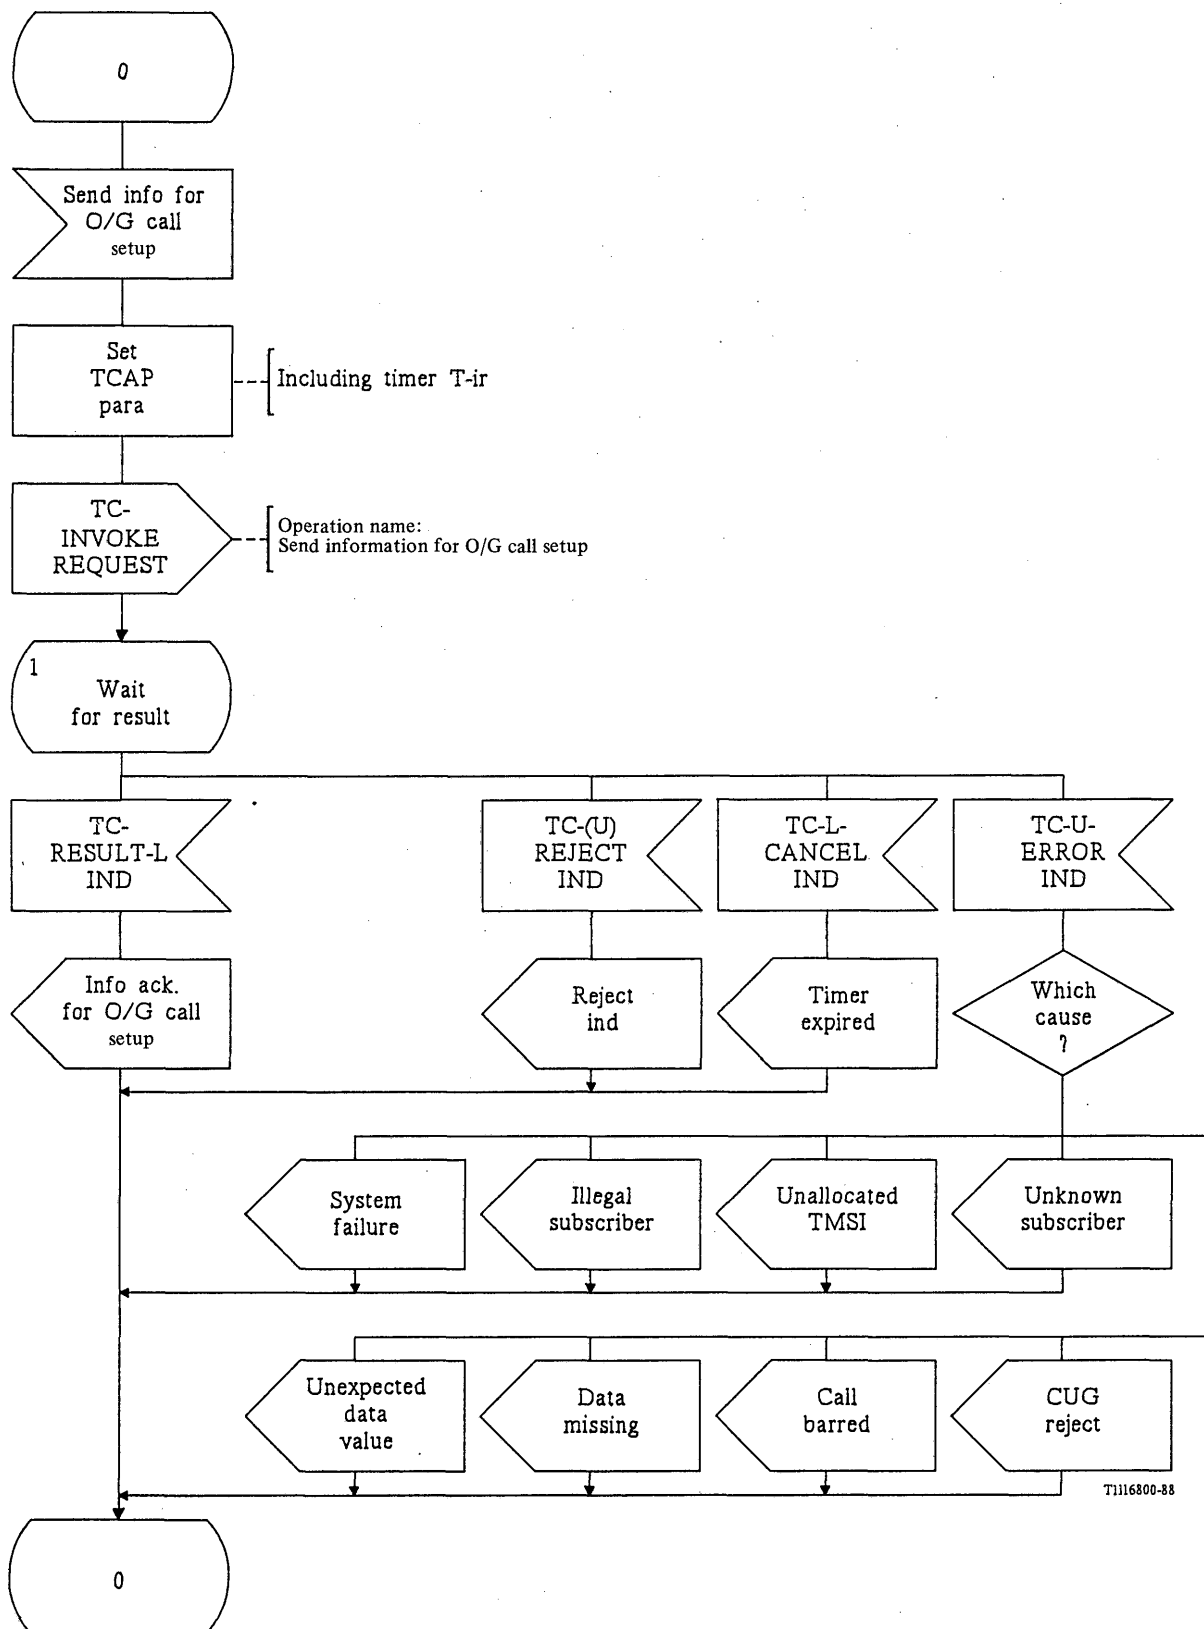 0
Send info for
O/G call
setup
Set
TCAP
para
Including timer T-ir
TC-
INVOKE
REQUEST
Operation name:
Send information for O/G call setup
1
Wait
for result
TC-
RESULT-L
IND
TC-(U)
REJECT
IND
TC-L-
CANCEL
IND
TC-U-
ERROR
IND
Info ack.
for O/G call
setup
Reject
ind
Timer
expired
Which
cause
?
System
failure
Illegal
subscriber
Unallocated
TMSI
Unknown
subscriber
Unexpected
data
value
Data
missing
Call
barred
CUG
reject
T1116800-88
0